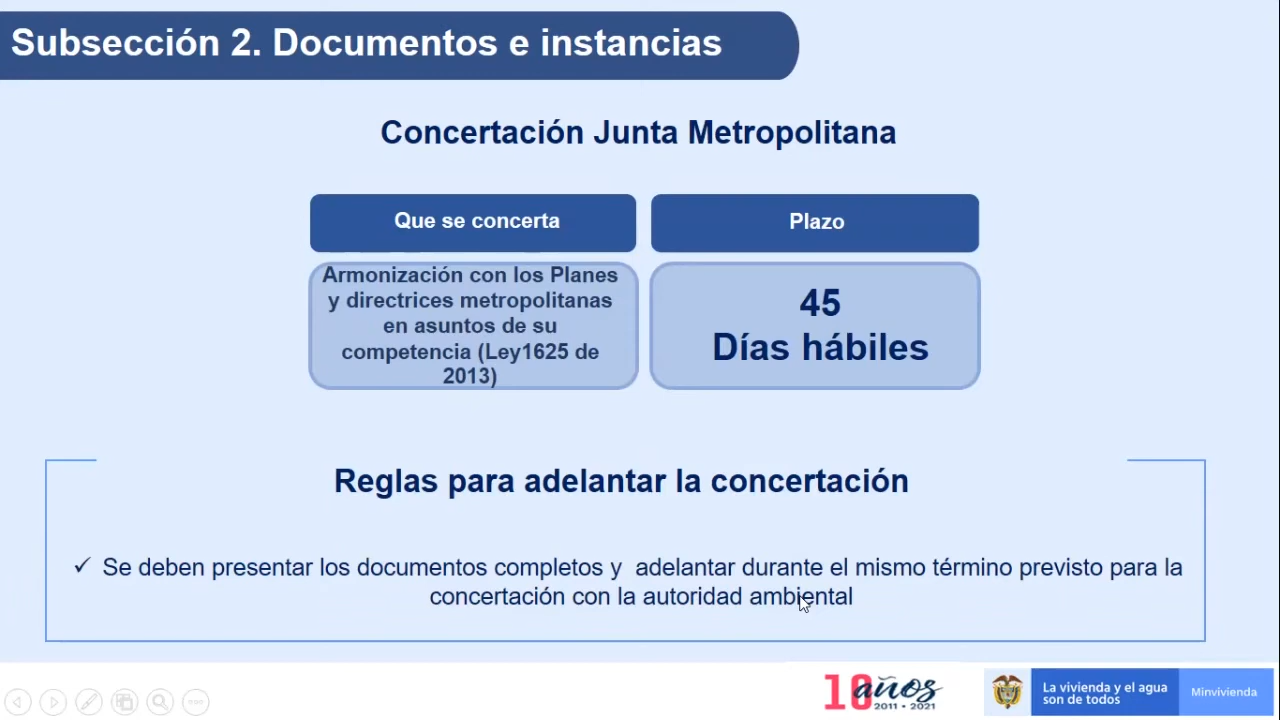 Subsección 2. Documentos e instancias
Concertación Junta Metropolitana
Que se concerta
Plazo
Armonización con los Planes
y directrices metropolitanas
en asuntos de su
competencia (Ley1625 de
2013)
45
Días hábiles
Reglas para adelantar la concertación
✓ Se deben presentar los documentos completos y  adelantar durante el mismo término previsto para la
concertación con la autoridad ambiental
10 años
2011 • 2021
La vivienda y el agua
son de todos
Minvivienda